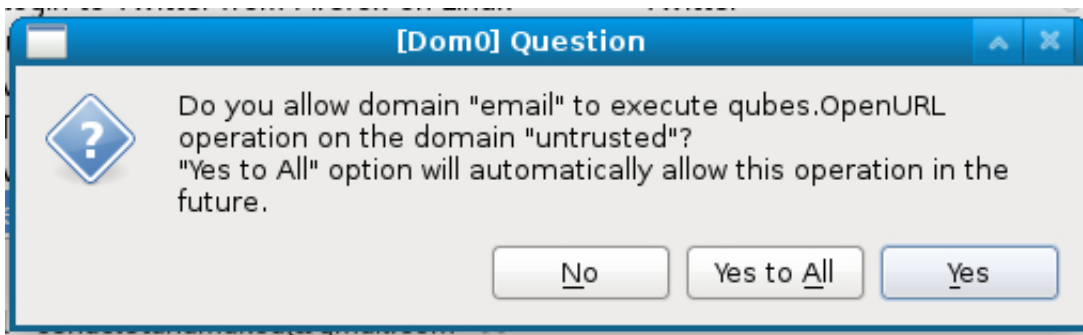 [Dom0] Question
Do you allow domain "email" to execute qubes.OpenURL
operation on the domain "untrusted"?
"Yes to All" option will automatically allow this operation in the
future.
No
Yes to All
Yes